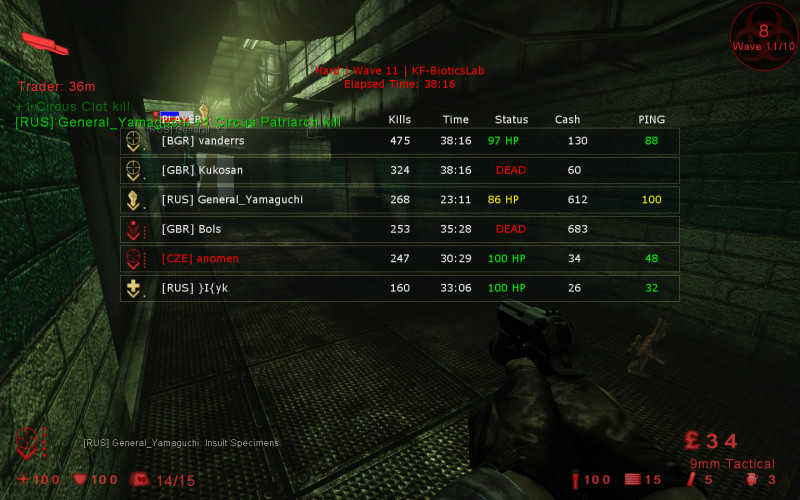 8
Wave 11/10
Hard | Wave 11 | KF-BioticsLab
Elapsed Time: 38:16
Trader: 36m
+1 Circus Clot kill
[RUS] General_Yamaguchi +1 Circus Patriarch kill
PLAYER Kills Time Status Cash PING
[BGR] vanderrs 475 38:16 97 HP 130 88
[GBR] Kukosan 324 38:16 DEAD 60
[RUS] General_Yamaguchi 268 23:11 86 HP 612 100
[GBR] Bols 253 35:28 DEAD 683
[CZE] anomen 247 30:29 100 HP 34 48
[RUS] }I{yk 160 33:06 100 HP 26 32
[RUS] General_Yamaguchi: Insult Specimens
£ 34
9mm Tactical
100 100 14/15 100 15 5 3